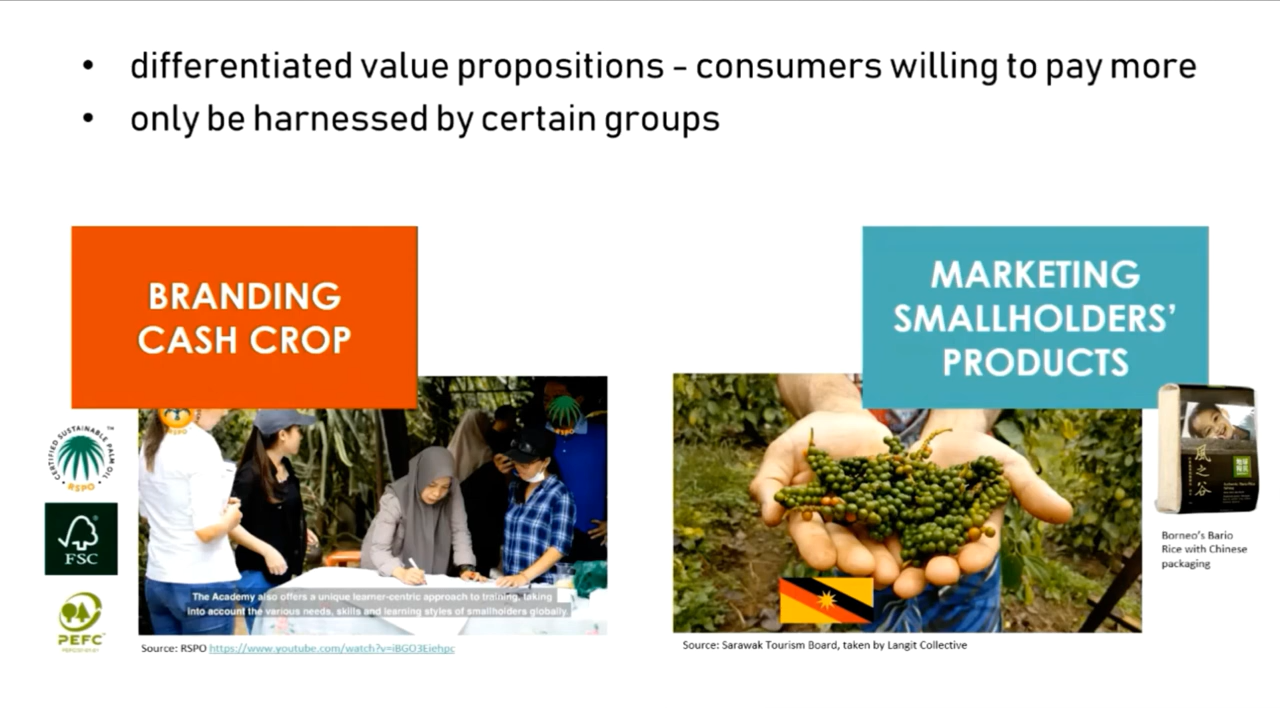 • differentiated value propositions - consumers willing to pay more
• only be harnessed by certain groups
BRANDING
CASH CROP
MARKETING
SMALLHOLDERS'
PRODUCTS
CERTIFIED SUSTAINABLE PALM OIL
RSPO
™
FSC
PEFC
RSPO
RSPO
The Academy also offers a unique learner-centric approach to training, taking
into account the various needs, skills and learning styles of smallholders globally.
Source: RSPO https://www.youtube.com/watch?v=iBGO3Eiehpc
Source: Sarawak Tourism Board, taken by Langit Collective
風之谷
Borneo's Bario
Rice with Chinese
packaging